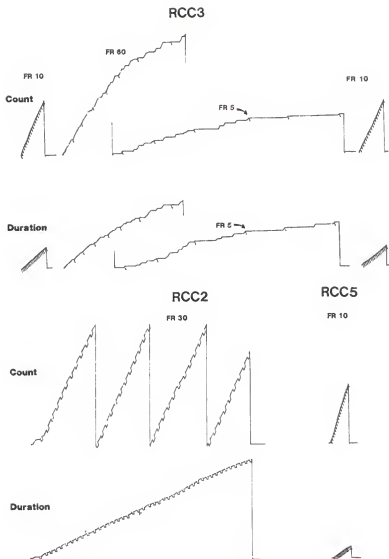 RCC3
FR 60
FR 10
FR 10
Count
FR 5
Duration
FR 5
RCC2
RCC5
FR 30
FR 10
Count
Duration